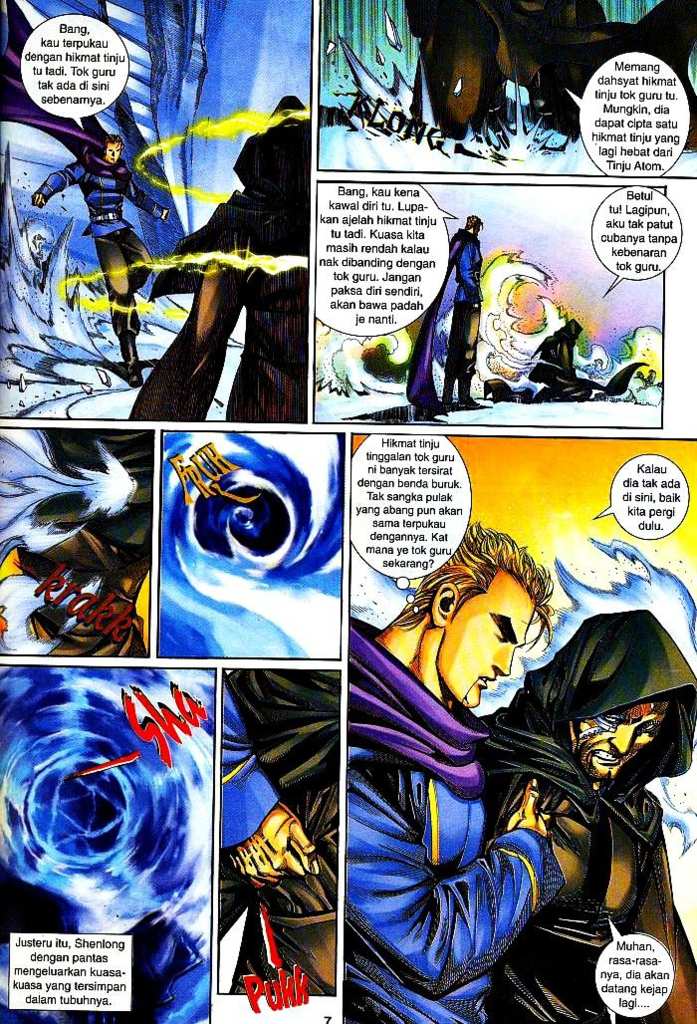 Bang,
kau terpukau
dengan hikmat tinju
tu tadi. Tok guru
tak ada di sini
sebenarnya.
ALONG
Memang
dahsyat hikmat
tinju tok guru tu.
Mungkin, dia
dapat cipta satu
hikmat tinju yang
lagi hebat dari
Tinju Atom.
Bang, kau kena
kawal diri tu. Lupa-
kan ajelah hikmat tinju
tu. Kuasa kita
masih rendah kalau
nak dibanding dengan
tok guru. Jangan
paksa diri sendiri,
akan bawa padah
je nanti.
Betul
tu! Lagipun,
aku tak patut
cubanya tanpa
kebenaran
tok guru.
krakk
Hikmat tinju
tinggalan tok guru
ni banyak tersirat
dengan benda buruk.
Tak sangka pulak
yang abang pun akan
sama terpukau
dengannya. Kat
mana ye tok guru
sekarang?
Kalau
dia tak ada
di sini, baik
kita pergi
dulu.
Justeru itu, Shenlong
dengan pantas
mengeluarkan kuasa-
kuasa yang tersimpan
dalam tubuhnya.
Pukk
Muhan,
rasa-rasa-
nya, dia akan
datang kejap
lagi....
7